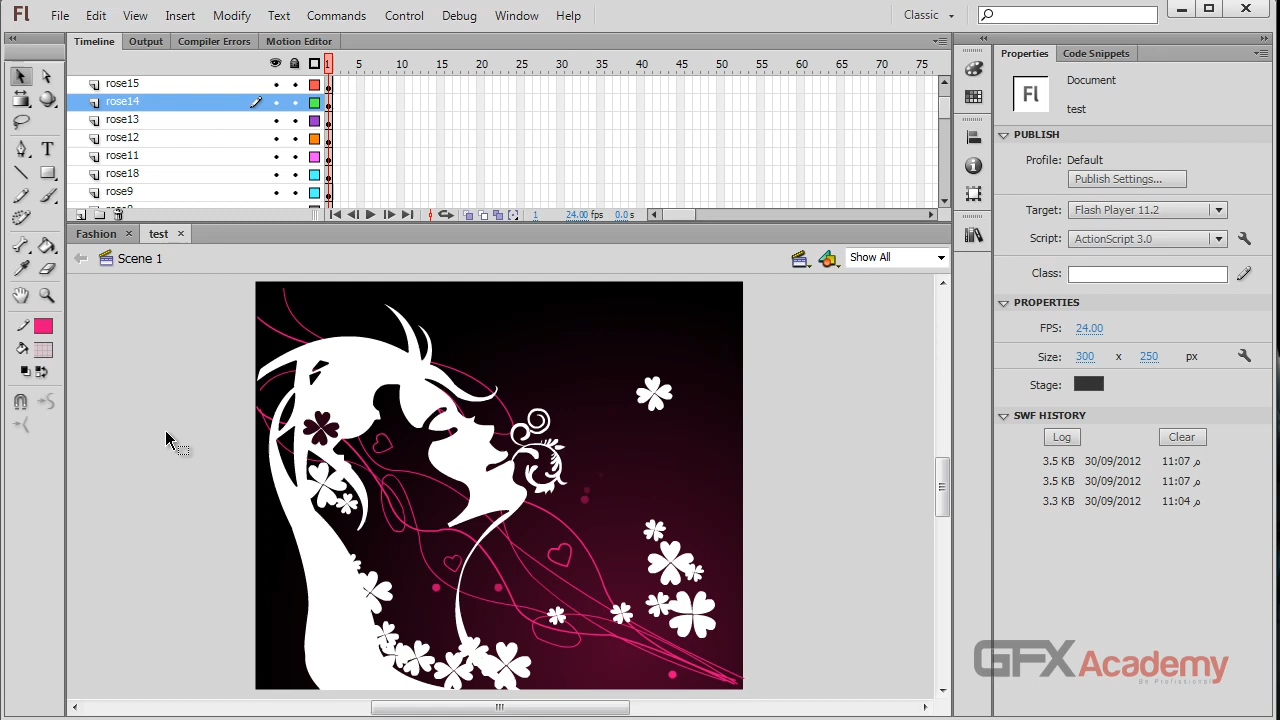 Fl File Edit View Insert Modify Text Commands Control Debug Window Help Classic
Timeline Output Compiler Errors Motion Editor
1 5 10 15 20 25 30 35 40 45 50 55 60 65 70 75
rose15
rose14
rose13
rose12
rose11
rose18
rose9
1 24.00 fps 0.0 s
Fashion × test ×
Scene 1 Show All
Properties Code Snippets
Fl Document
test
PUBLISH
Profile: Default
Publish Settings...
Target: Flash Player 11.2
Script: ActionScript 3.0
Class:
PROPERTIES
FPS: 24.00
Size: 300 x 250 px
Stage:
SWF HISTORY
Log Clear
3.5 KB 30/09/2012 11:07 م
3.5 KB 30/09/2012 11:07 م
3.3 KB 30/09/2012 11:04 م
GFX Academy
Be Professional